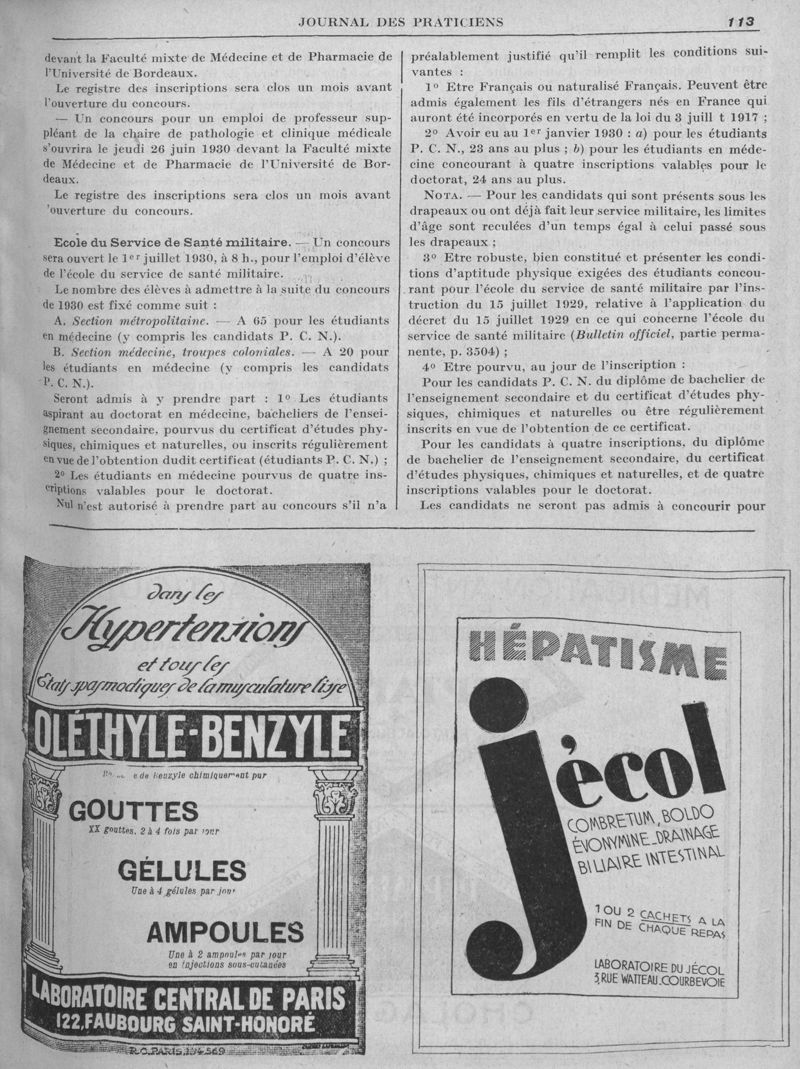 JOURNAL DES PRATICIENS
113
devant la Faculté mixte de Médecine et de Pharmacie de
l'Université de Bordeaux.
Le registre des inscriptions sera clos un mois avant
l'ouverture du concours.
— Un concours pour un emploi de professeur sup-
pléant de la chaire de pathologie et clinique médicale
s'ouvrira le jeudi 26 juin 1930 devant la Faculté mixte
de Médecine et de Pharmacie de l'Université de Bor-
deaux.
Le registre des inscriptions sera clos un mois avant
'ouverture du concours.
Ecole du Service de Santé militaire. — Un concours
sera ouvert le 1er juillet 1930, à 8 h., pour l'emploi d'élève
de l'école du service de santé militaire.
Le nombre des élèves à admettre à la suite du concours
de 1930 est fixé comme suit :
A. Section métropolitaine. — A 65 pour les étudiants
en médecine (y compris les candidats P. C. N.).
B. Section médecine, troupes coloniales. — A 20 pour
les étudiants en médecine (y compris les candidats
P. C. N.).
Seront admis à y prendre part : 1º Les étudiants
aspirant au doctorat en médecine, bacheliers de l'ensei-
gnement secondaire, pourvus du certificat d'études phy-
siques, chimiques et naturelles, ou inscrits régulièrement
en vue de l'obtention dudit certificat (étudiants P. C. N.) ;
2º Les étudiants en médecine pourvus de quatre ins-
criptions valables pour le doctorat.
Nul n'est autorisé à prendre part au concours s'il n'a
préalablement justifié qu'il remplit les conditions sui-
vantes :
1º Etre Français ou naturalisé Français. Peuvent être
admis également les fils d'étrangers nés en France qui
auront été incorporés en vertu de la loi du 3 juill t 1917 ;
2º Avoir eu au 1er janvier 1930 : a) pour les étudiants
P. C. N., 23 ans au plus ; b) pour les étudiants en méde-
cine concourant à quatre inscriptions valables pour le
doctorat, 24 ans au plus.
NOTA. — Pour les candidats qui sont présents sous les
drapeaux ou ont déjà fait leur service militaire, les limites
d'âge sont reculées d'un temps égal à celui passé sous
les drapeaux ;
3º Etre robuste, bien constitué et présenter les condi-
tions d'aptitude physique exigées des étudiants concou-
rant pour l'école du service de santé militaire par l'ins-
truction du 15 juillet 1929, relative à l'application du
décret du 15 juillet 1929 en ce qui concerne l'école du
service de santé militaire (Bulletin officiel, partie perma-
nente, p. 3504) ;
4º Etre pourvu, au jour de l'inscription :
Pour les candidats P. C. N. du diplôme de bachelier de
l'enseignement secondaire et du certificat d'études phy-
siques, chimiques et naturelles ou être régulièrement
inscrits en vue de l'obtention de ce certificat.
Pour les candidats à quatre inscriptions, du diplôme
de bachelier de l'enseignement secondaire, du certificat
d'études physiques, chimiques et naturelles, et de quatre
inscriptions valables pour le doctorat.
Les candidats ne seront pas admis à concourir pour
dans les
Hypertensions
et tous les
États spasmodiques de la musculature lisse
OLÉTHYLE-BENZYLE
de Benzyle chimiquement pur
GOUTTES
XX gouttes, 2 à 4 fois par jour
GÉLULES
Une à 4 gélules par jour
AMPOULES
Une à 2 ampoules par jour
en injections sous-cutanées
LABORATOIRE CENTRAL DE PARIS
122, FAUBOURG SAINT-HONORÉ
R.C. PARIS, 194.569
HÉPATISME
jécol
COMBRETUM, BOLDO
ÉVONYMINE_DRAINAGE
BILIAIRE INTESTINAL
1 OU 2 CACHETS A LA
FIN DE CHAQUE REPAS
LABORATOIRE DU JÉCOL
3, RUE WATTEAU_COURBEVOIE